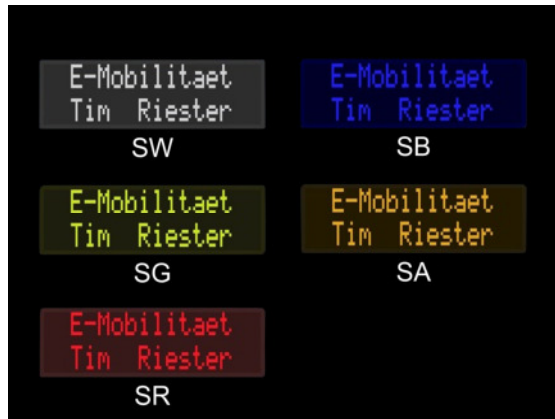 E-Mobilitaet
Tim Riester
SW
E-Mobilitaet
Tim Riester
SB
E-Mobilitaet
Tim Riester
SG
E-Mobilitaet
Tim Riester
SA
E-Mobilitaet
Tim Riester
SR